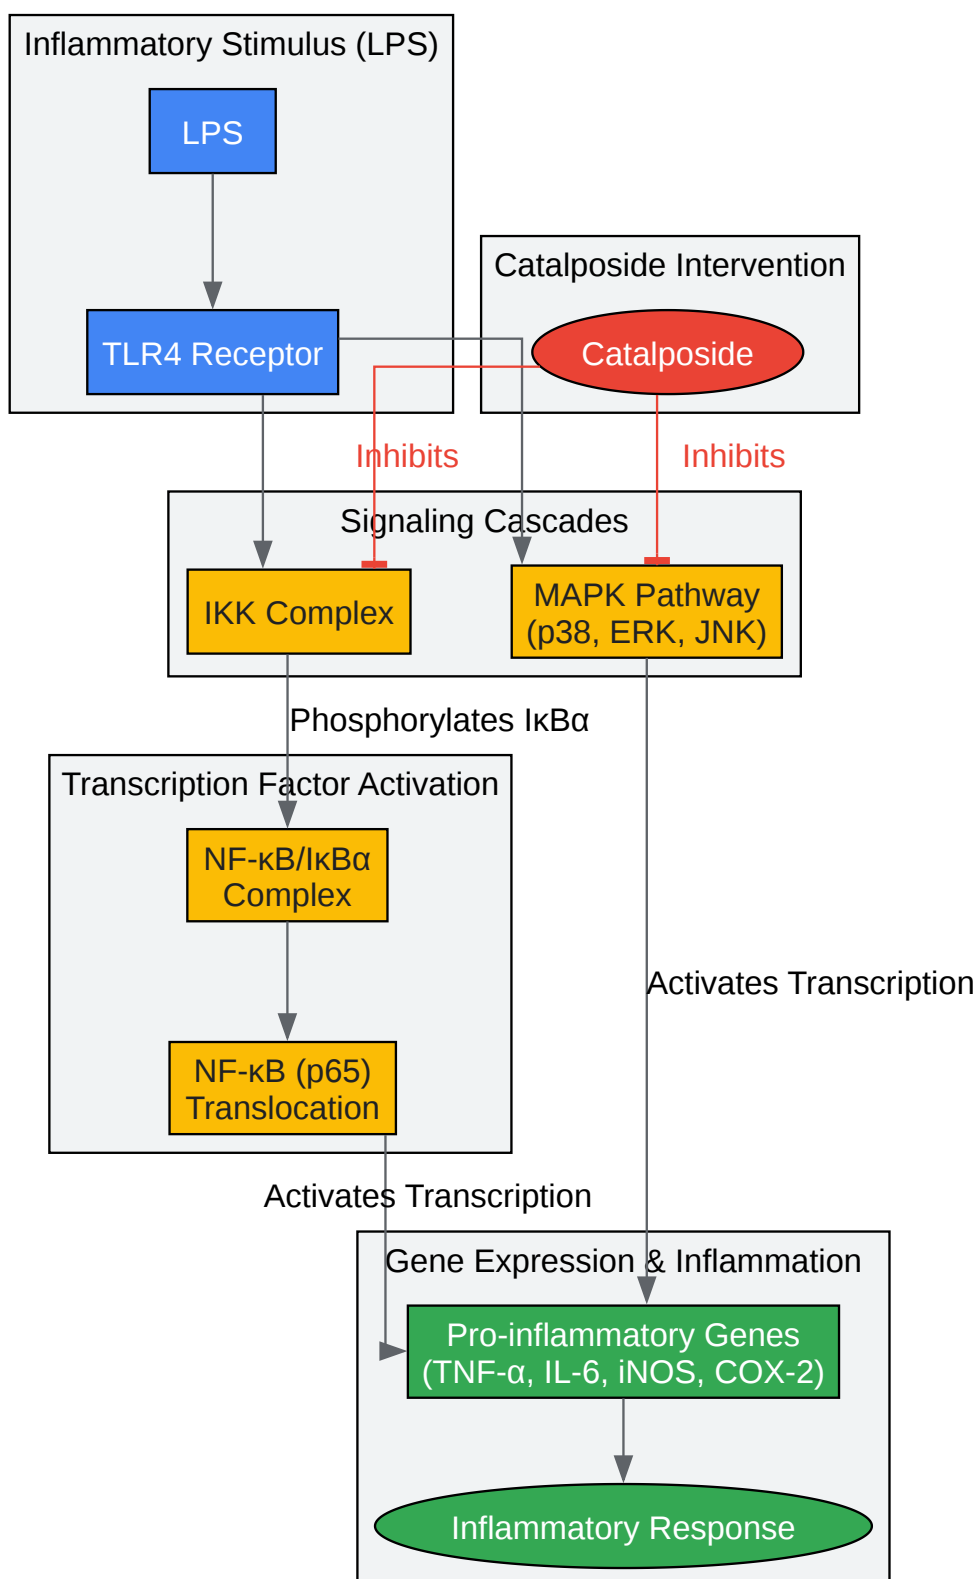 Inflammatory Stimulus (LPS)
LPS
Catalposide Intervention
TLR4 Receptor
Catalposide
Inhibits
Inhibits
Signaling Cascades
IKK Complex
MAPK Pathway
(p38, ERK, JNK)
Phosphorylates IκBα
Transcription Factor Activation
NF-κB/IκBα
Complex
Activates Transcription
NF-κB (p65)
Translocation
Activates Transcription
Gene Expression & Inflammation
Pro-inflammatory Genes
(TNF-α, IL-6, iNOS, COX-2)
Inflammatory Response